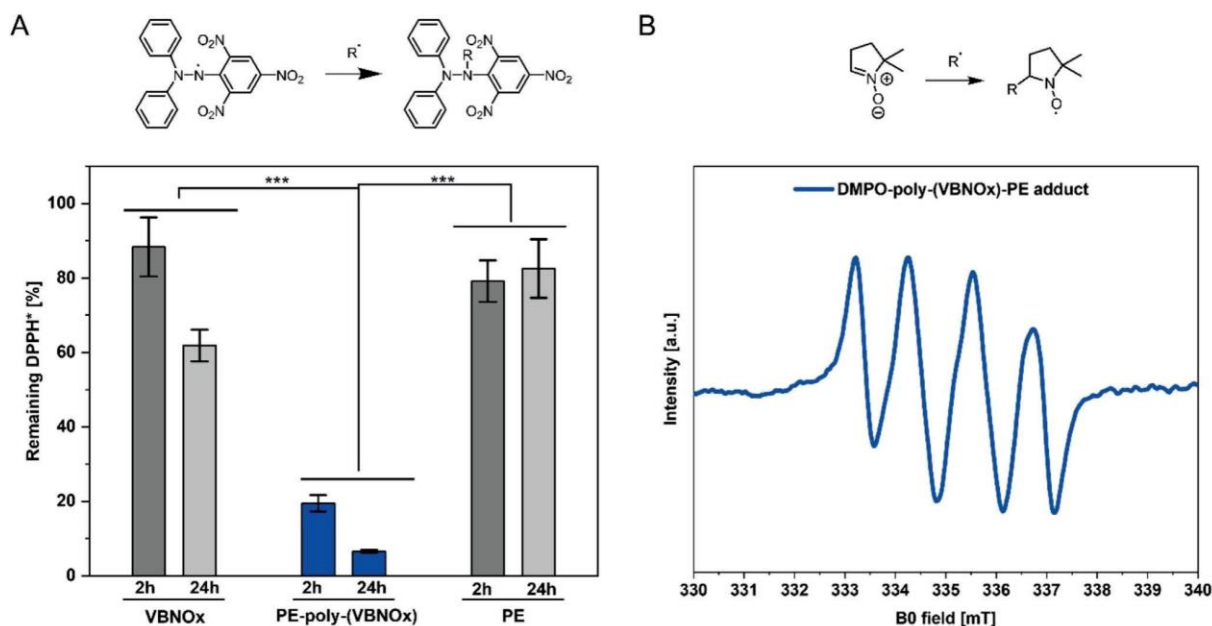 A
B
NO₂
N-N
NO₂
NO₂
R·
NO₂
R
N-N
NO₂
NO₂
N⊕
O
⊖
R·
R
N
O·
Remaining DPPH* [%]
100
80
60
40
20
0
***
***
2h 24h 2h 24h 2h 24h
VBNOx PE-poly-(VBNOx) PE
DMPO-poly-(VBNOx)-PE adduct
Intensity [a.u.]
330 331 332 333 334 335 336 337 338 339 340
B0 field [mT]